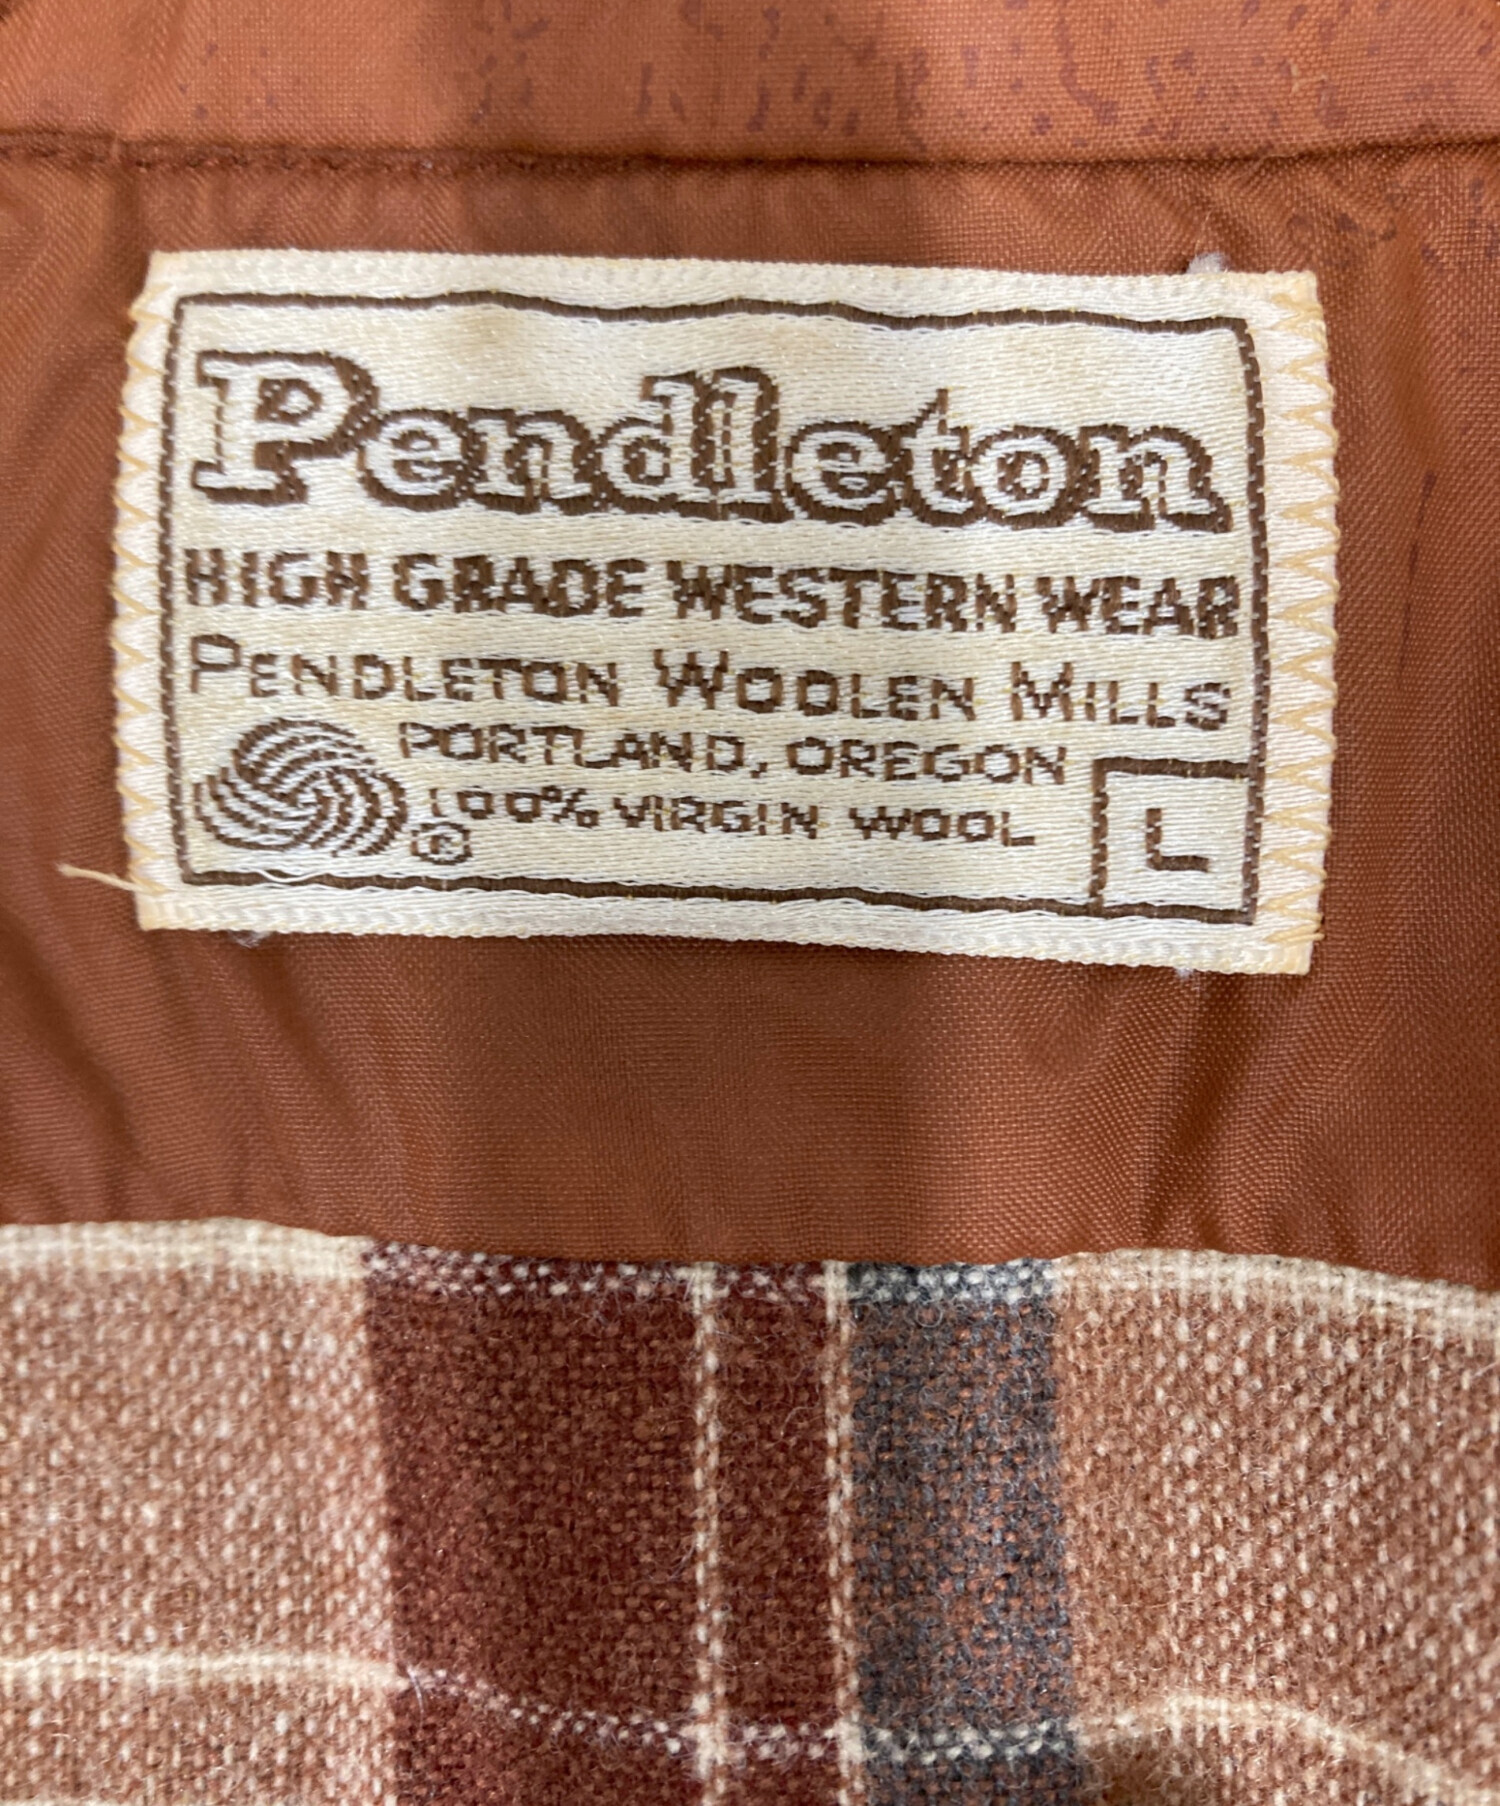 Pendleton
HIGH GRADE WESTERN WEAR
PENDLETON WOOLEN MILLS
PORTLAND, OREGON
® 100% VIRGIN WOOL
L